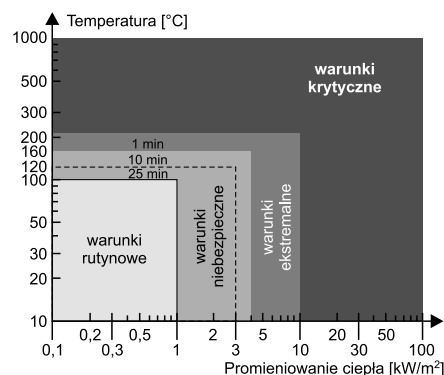 Temperatura [°C]
1000
500
300
200
160
120
100
50
30
20
10
warunki
krytyczne
1 min
10 min
25 min
warunki
rutynowe
warunki
niebezpieczne
warunki
ekstremalne
0,2 0,5 2 5 20 50
0,1 0,3 1 3 10 30 100
Promieniowanie ciepła [kW/m²]